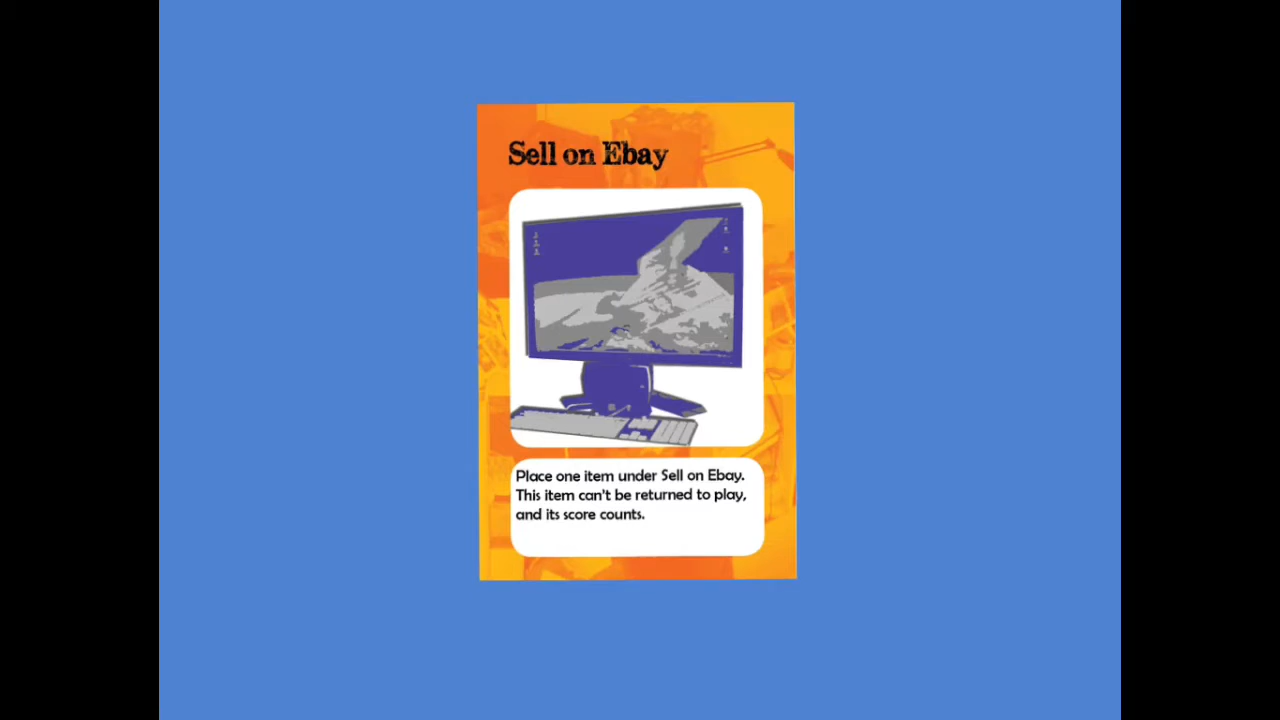 Sell on Ebay
Place one item under Sell on Ebay.
This item can't be returned to play,
and its score counts.